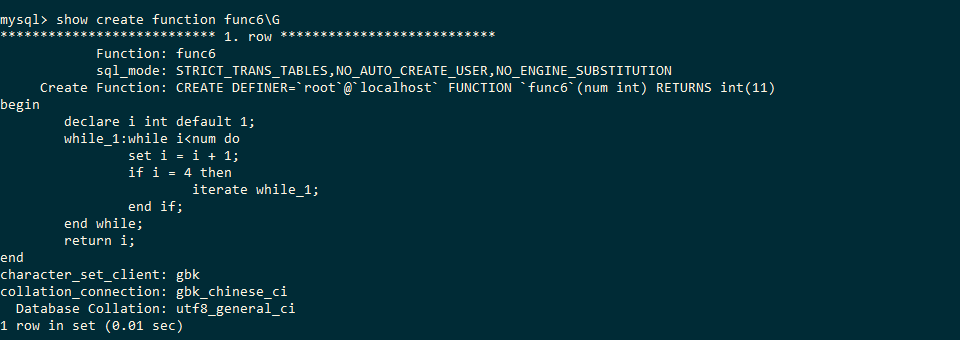 mysql> show create function func6\G
*************************** 1. row ***************************
            Function: func6
            sql_mode: STRICT_TRANS_TABLES,NO_AUTO_CREATE_USER,NO_ENGINE_SUBSTITUTION
     Create Function: CREATE DEFINER=`root`@`localhost` FUNCTION `func6`(num int) RETURNS int(11)
begin
        declare i int default 1;
        while_1:while i<num do
                set i = i + 1;
                if i = 4 then
                        iterate while_1;
                end if;
        end while;
        return i;
end
character_set_client: gbk
collation_connection: gbk_chinese_ci
  Database Collation: utf8_general_ci
1 row in set (0.01 sec)